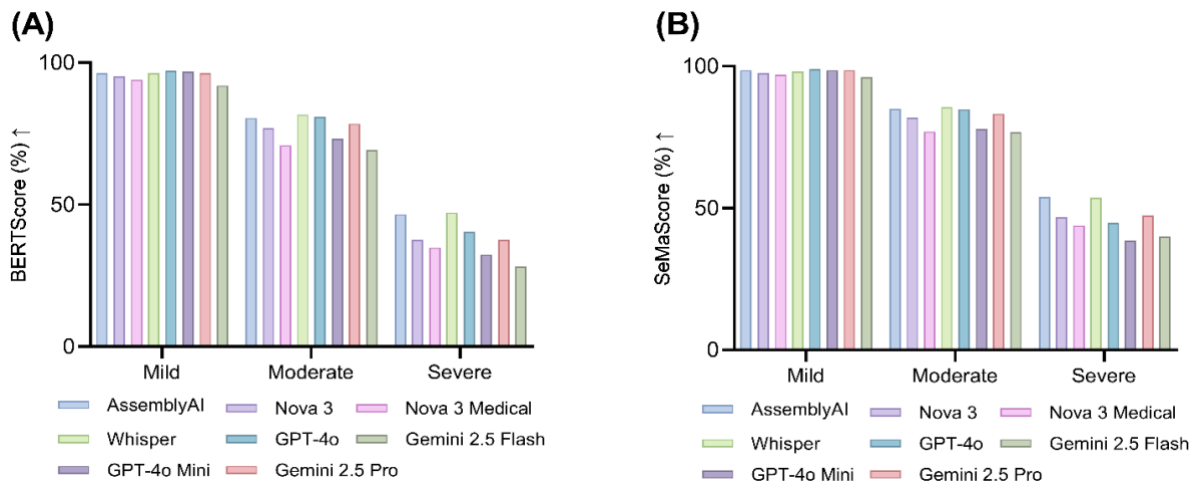 (A)
100
50
0
BERTScore (%) ↑
Mild Moderate Severe
AssemblyAI Nova 3 Nova 3 Medical
Whisper GPT-4o Gemini 2.5 Flash
GPT-4o Mini Gemini 2.5 Pro
(B)
100
50
0
SeMaScore (%) ↑
Mild Moderate Severe
AssemblyAI Nova 3 Nova 3 Medical
Whisper GPT-4o Gemini 2.5 Flash
GPT-4o Mini Gemini 2.5 Pro